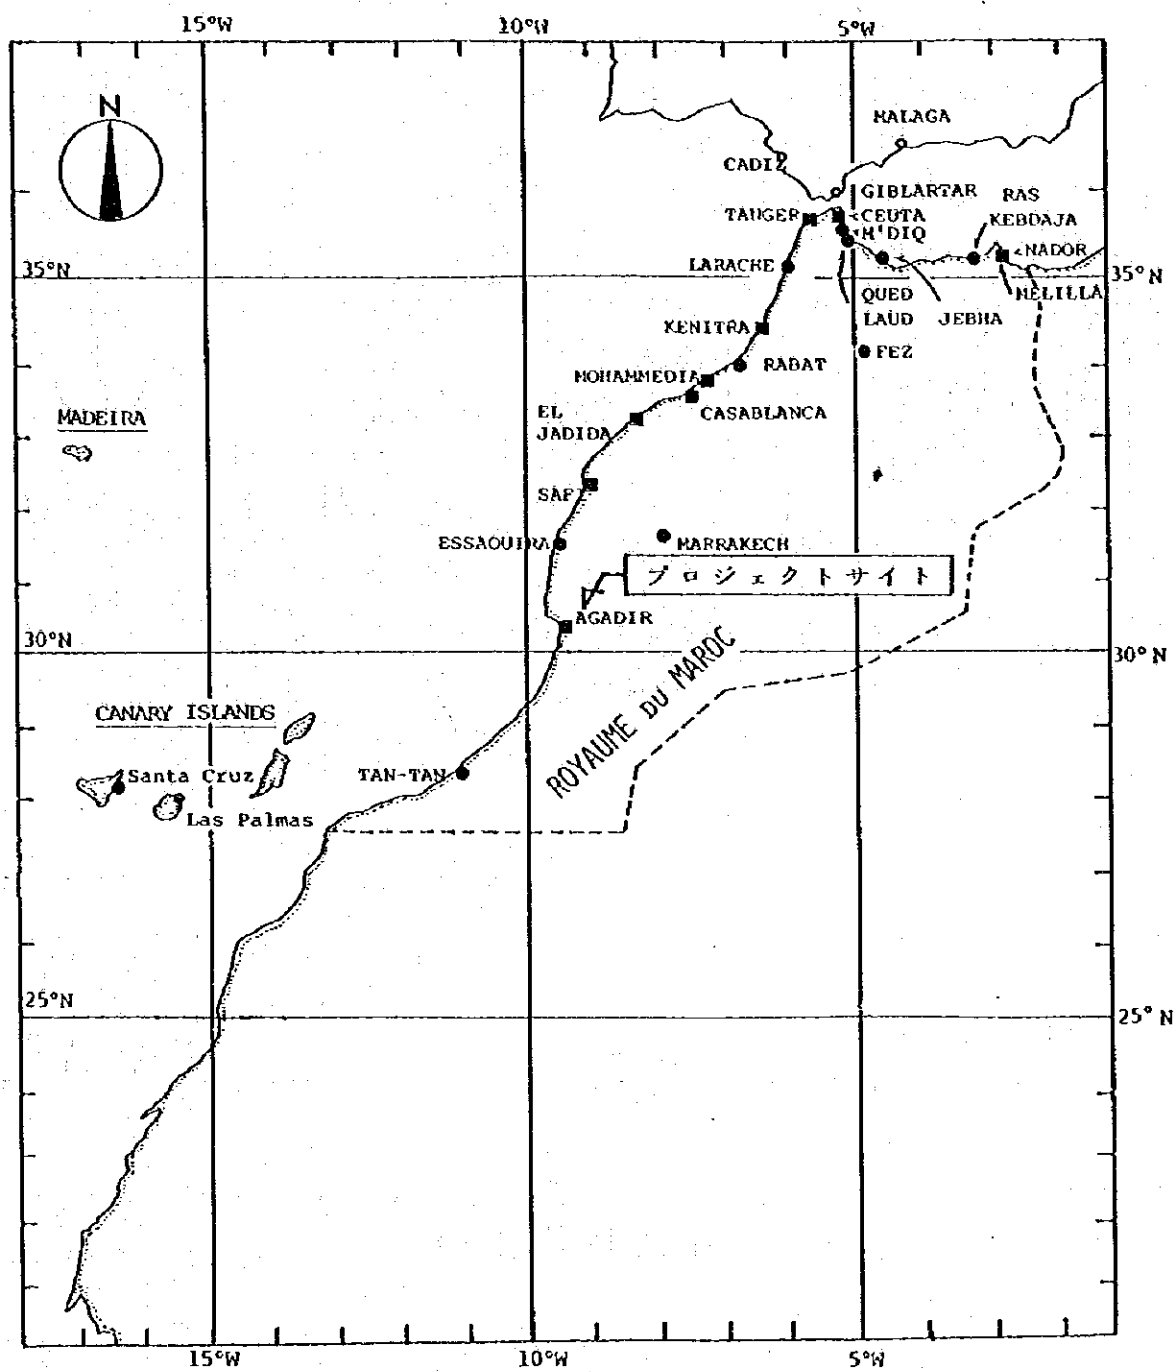 15°W 10°W 5°W
N
MALAGA
CADIZ
GIBLARTAR
RAS
KEBDAJA
TANGER
CEUTA
M'DIQ
NADOR
LARACHE
35°N
35°N
QUED
LAUD
JEBHA
MELILLA
KENITRA
FEZ
RABAT
MOHAMMEDIA
MADEIRA
EL
JADIDA
CASABLANCA
SAFI
ESSAOUIRA
MARRAKECH
プロジェクトサイト
AGADIR
30°N
30°N
ROYAUME DU MAROC
CANARY ISLANDS
Santa Cruz
TAN-TAN
Las Palmas
25°N
25°N
15°W 10°W 5°W